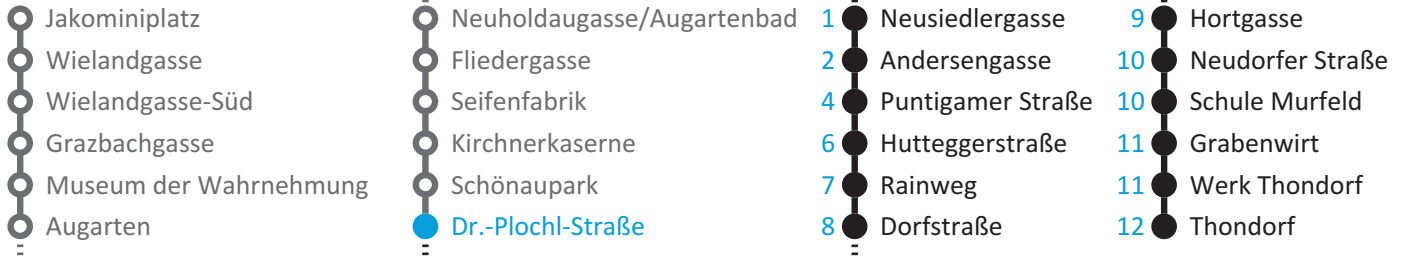 Jakominiplatz
Wielandgasse
Wielandgasse-Süd
Grazbachgasse
Museum der Wahrnehmung
Augarten
Neuholdaugasse/Augartenbad
Fliedergasse
Seifenfabrik
Kirchnerkaserne
Schönaupark
Dr.-Plochl-Straße
1 Neusiedlergasse
2 Andersengasse
4 Puntigamer Straße
6 Hutteggerstraße
7 Rainweg
8 Dorfstraße
9 Hortgasse
10 Neudorfer Straße
10 Schule Murfeld
11 Grabenwirt
11 Werk Thondorf
12 Thondorf